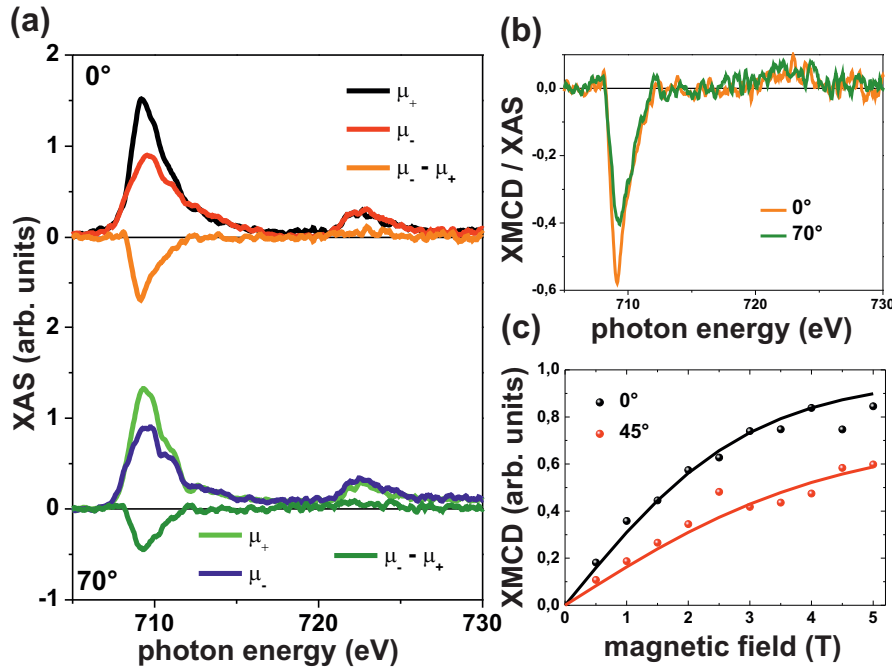 (a)
0°
μ+
μ-
μ- - μ+
2
1
0
2
1
0
-1
XAS (arb. units)
μ+
μ-
μ- - μ+
70°
710
720
730
photon energy (eV)
(b)
0,0
-0,2
-0,4
-0,6
XMCD / XAS
0°
70°
710
720
730
photon energy (eV)
(c)
0,8
0,6
0,4
0,2
0,0
XMCD (arb. units)
0°
45°
0
1
2
3
4
5
magnetic field (T)